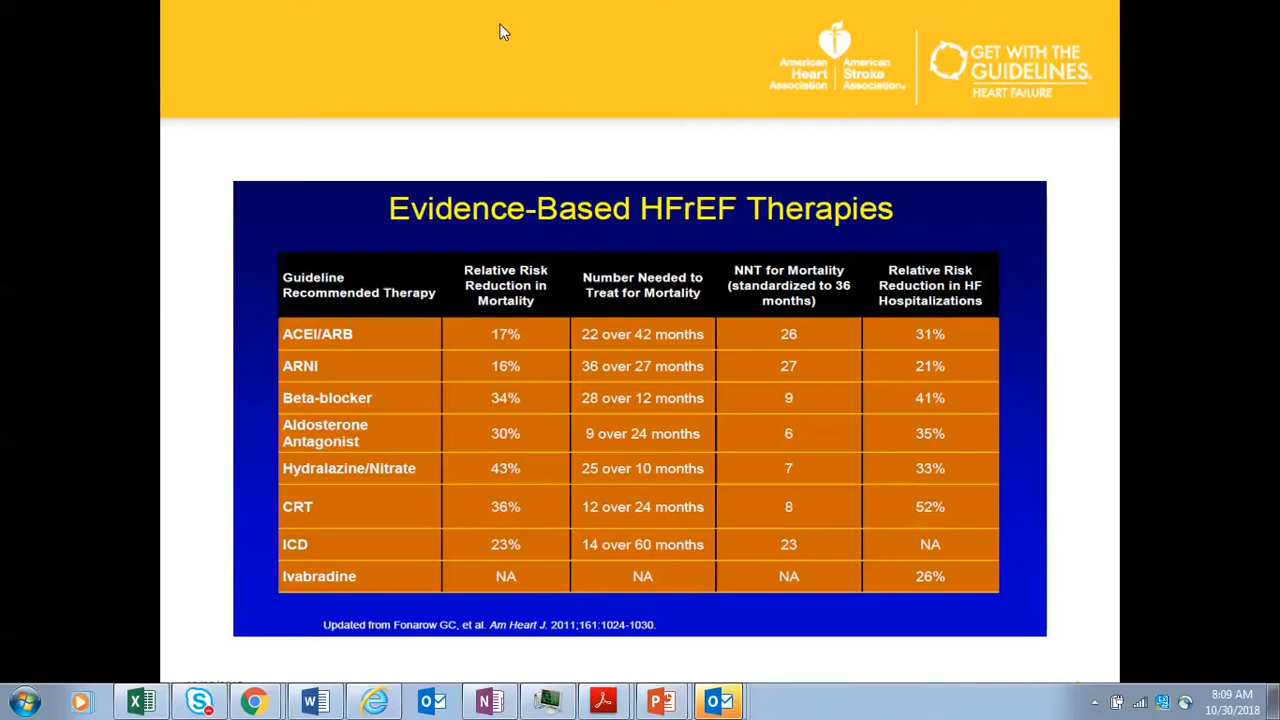 American Heart Association
American Stroke Association®
GET WITH THE
GUIDELINES®
HEART FAILURE
Evidence-Based HFrEF Therapies
Guideline Recommended Therapy | Relative Risk Reduction in Mortality | Number Needed to Treat for Mortality | NNT for Mortality (standardized to 36 months) | Relative Risk Reduction in HF Hospitalizations
ACEI/ARB 17% 22 over 42 months 26 31%
ARNI 16% 36 over 27 months 27 21%
Beta-blocker 34% 28 over 12 months 9 41%
Aldosterone Antagonist 30% 9 over 24 months 6 35%
Hydralazine/Nitrate 43% 25 over 10 months 7 33%
CRT 36% 12 over 24 months 8 52%
ICD 23% 14 over 60 months 23 NA
Ivabradine NA NA NA 26%
Updated from Fonarow GC, et al. Am Heart J. 2011;161:1024-1030.
8:09 AM
10/30/2018